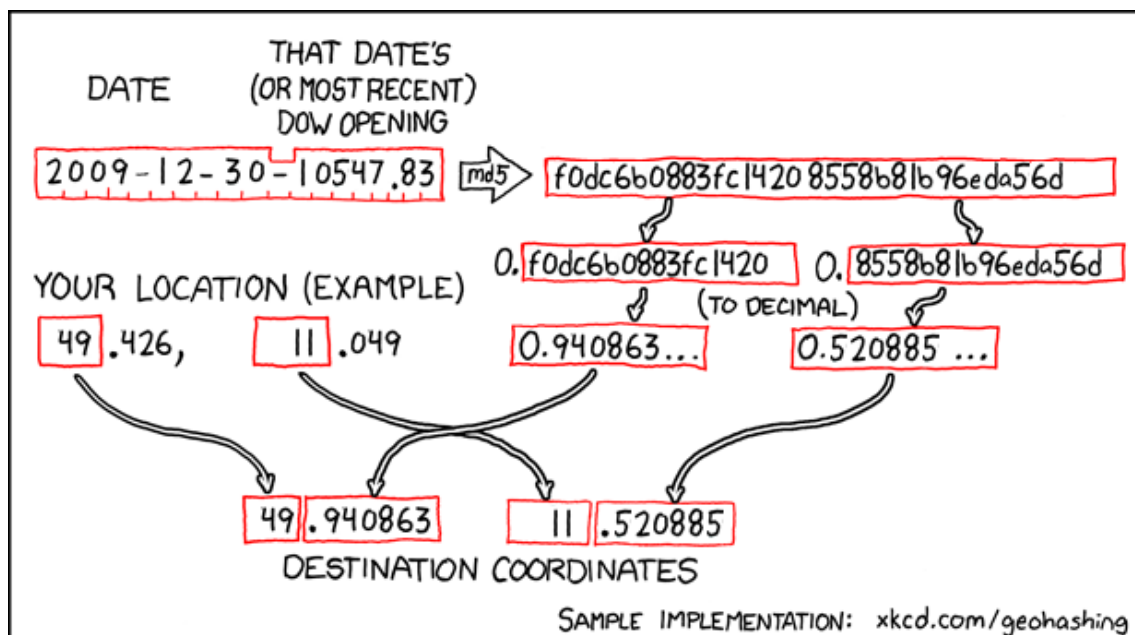 DATE
THAT DATE'S
(OR MOST RECENT)
DOW OPENING
2009-12-30-10547.83
md5
f0dc6b0883fc1420 8558b81b96eda56d
0.f0dc6b0883fc1420
0.8558b81b96eda56d
(TO DECIMAL)
YOUR LOCATION (EXAMPLE)
49.426, 11.049
0.940863...
0.520885...
49.940863
11.520885
DESTINATION COORDINATES
SAMPLE IMPLEMENTATION: xkcd.com/geohashing